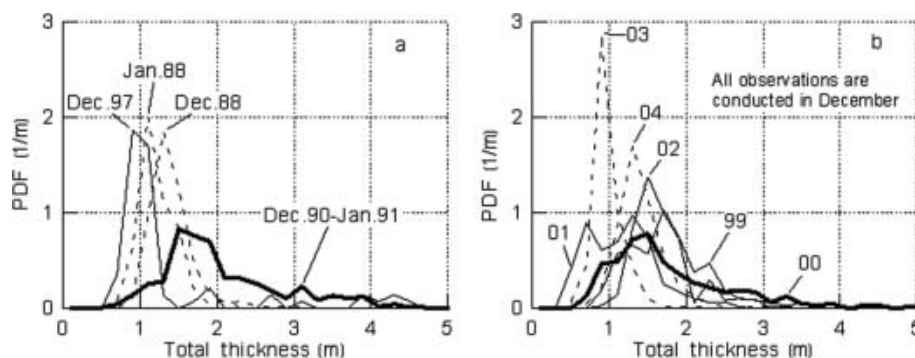 3
a
Jan.88
Dec.97
Dec.88
2
PDF (1/m)
1
Dec.90-Jan.91
0
0 1 2 3 4 5
Total thickness (m)
3
03
b
All observations are
conducted in December
04
2
02
PDF (1/m)
1
01
99
00
0
0 1 2 3 4 5
Total thickness (m)